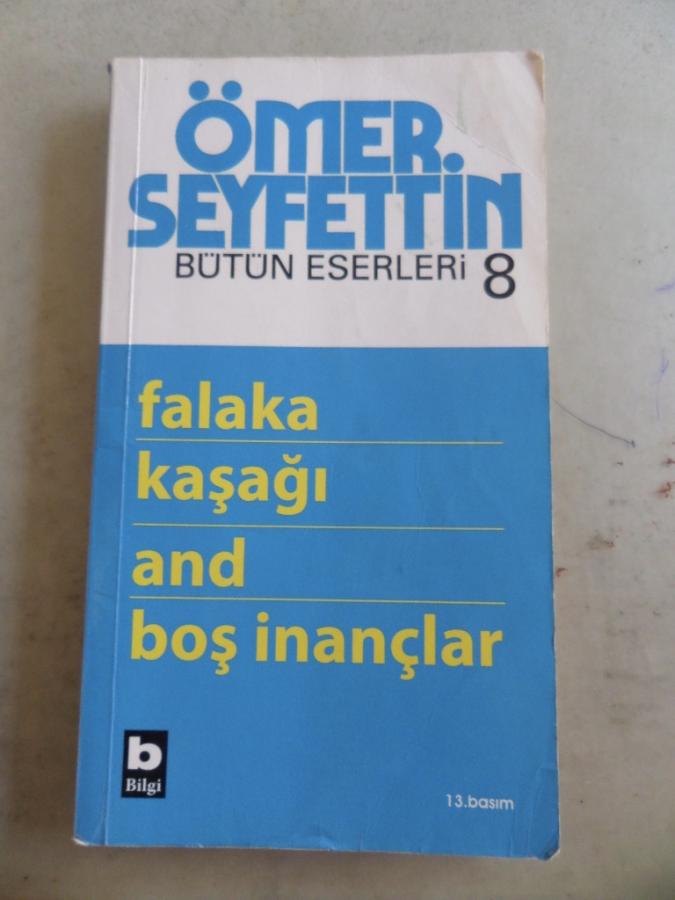 ÖMER
SEYFETTİN
BÜTÜN ESERLERİ 8
falaka
kaşağı
and
boş inançlar
b
Bilgi
13.basım